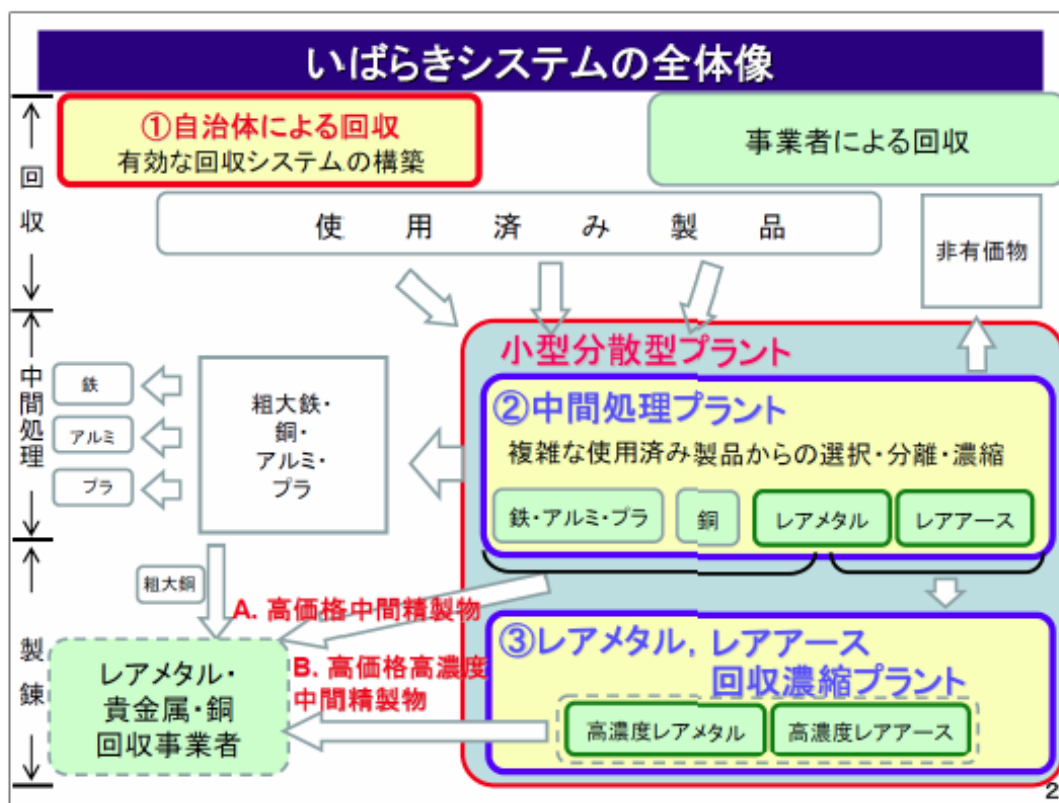 いばらきシステムの全体像
回収
①自治体による回収
有効な回収システムの構築
事業者による回収
使用済み製品
非有価物
中間処理
小型分散型プラント
②中間処理プラント
複雑な使用済み製品からの選択・分離・濃縮
鉄・アルミ・プラ
銅
レアメタル
レアアース
粗大鉄・
銅・
アルミ・
プラ
鉄
アルミ
プラ
製錬
粗大銅
A. 高価格中間精製物
B. 高価格高濃度
中間精製物
レアメタル・
貴金属・銅
回収事業者
③レアメタル，レアアース
回収濃縮プラント
高濃度レアメタル
高濃度レアアース
2